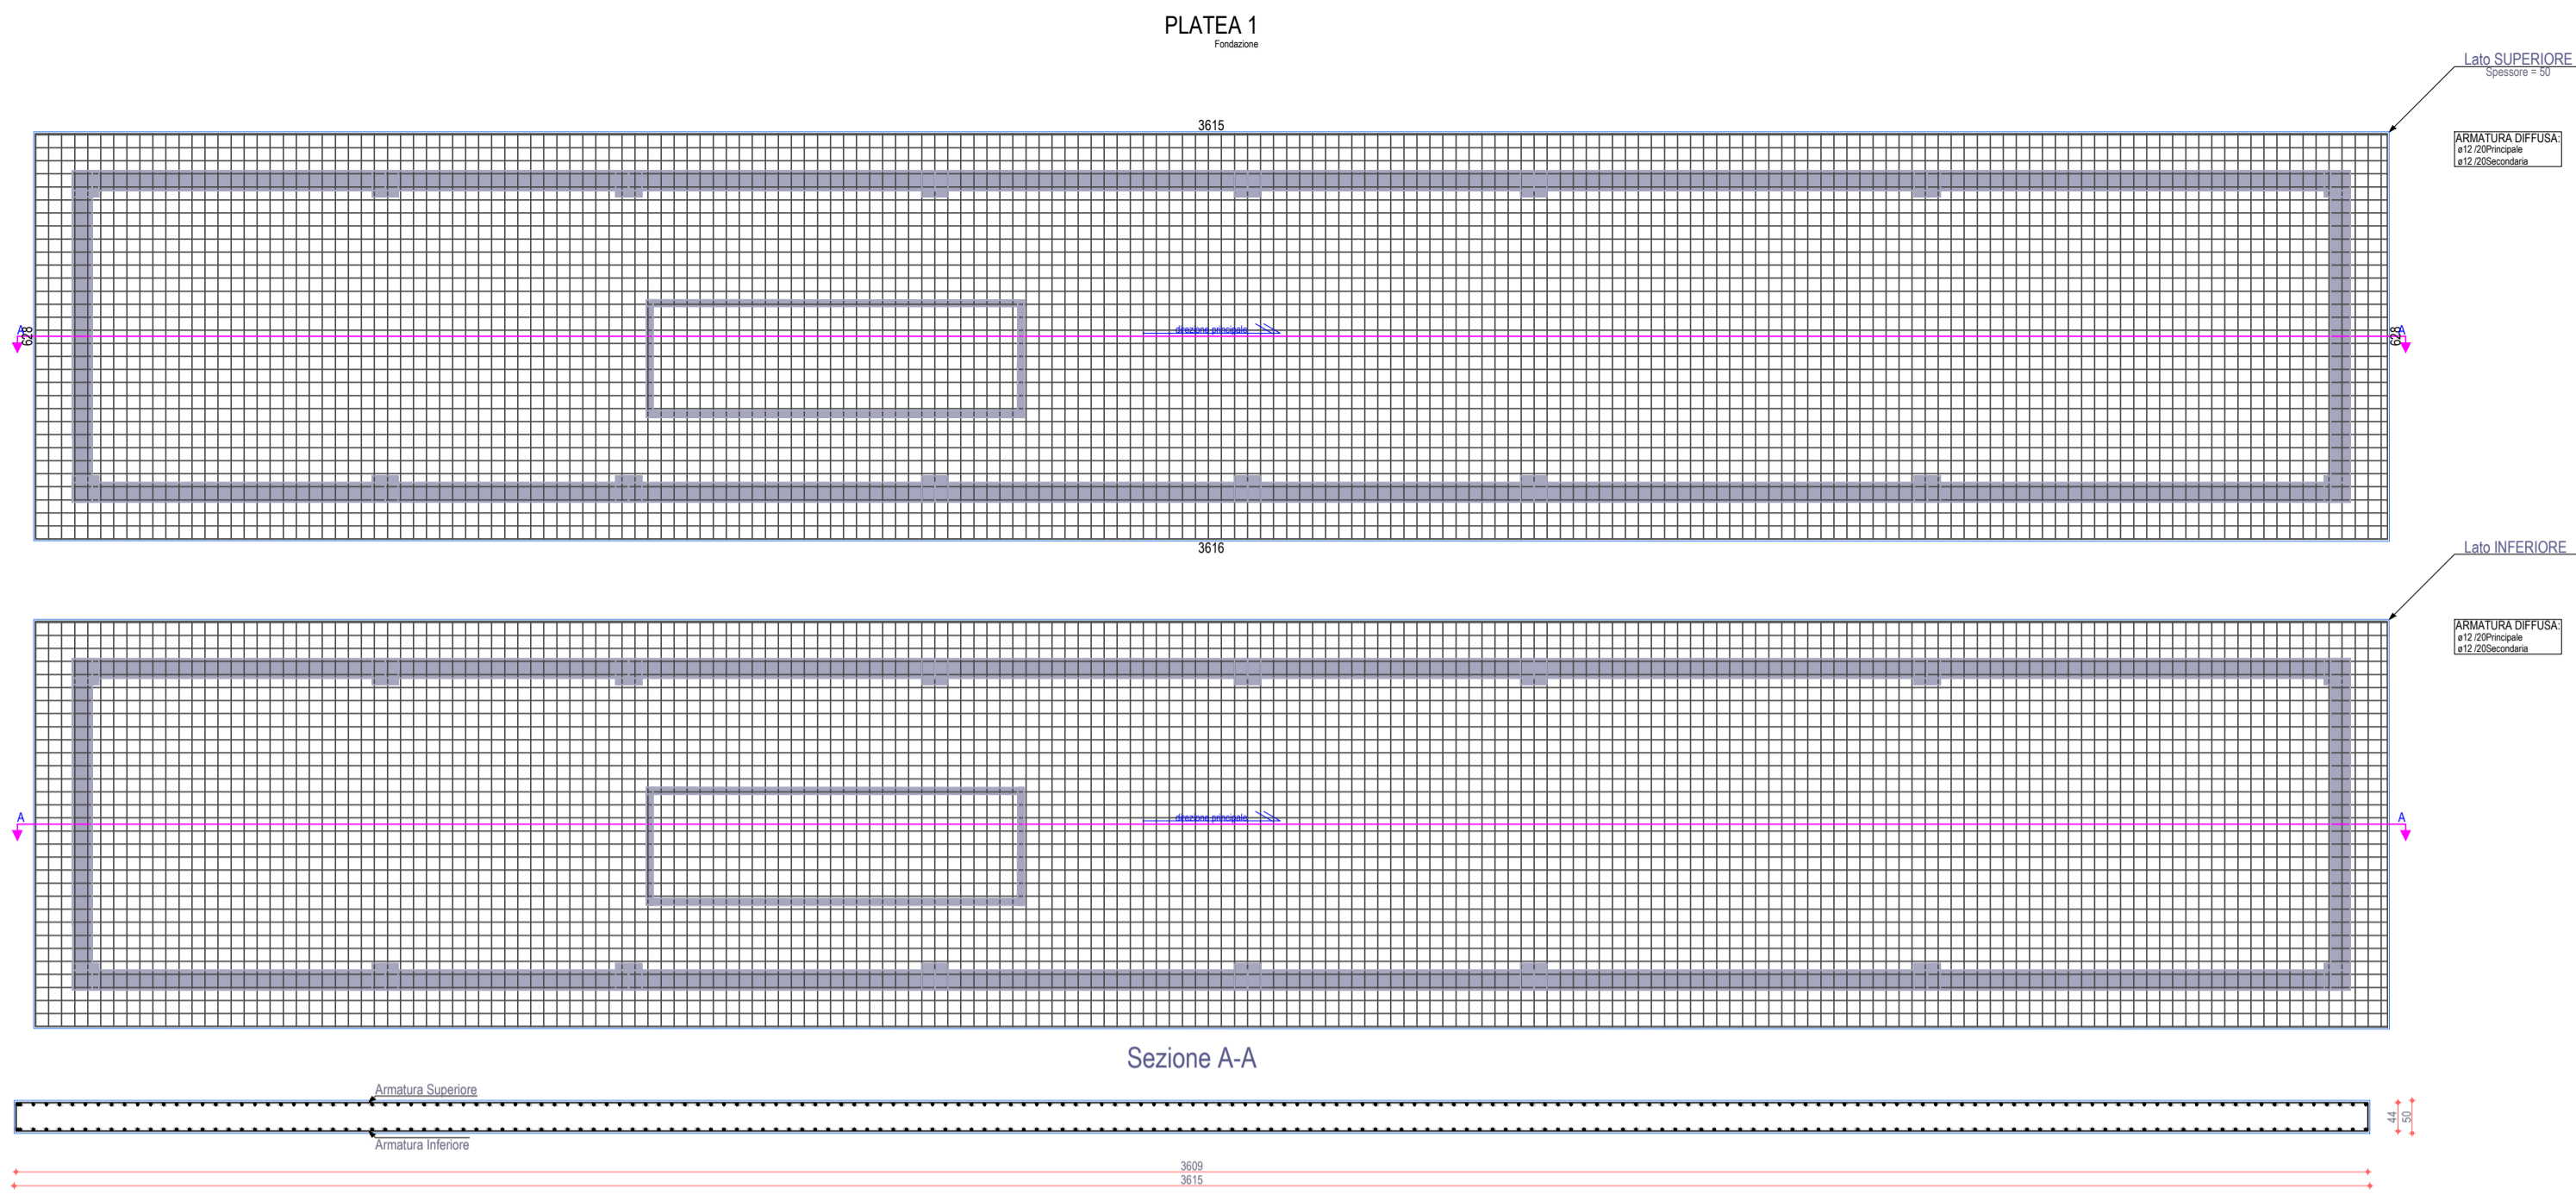 PLATEA 1
Fondazione
Lato SUPERIORE
Spessore = 50
3615
ARMATURA DIFFUSA:
ø12 /20Principale
ø12 /20Secondaria
A
628
direzione principale
628
A
3616
Lato INFERIORE
ARMATURA DIFFUSA:
ø12 /20Principale
ø12 /20Secondaria
A
direzione principale
A
Sezione A-A
Armatura Superiore
44
50
Armatura Inferiore
3609
3615